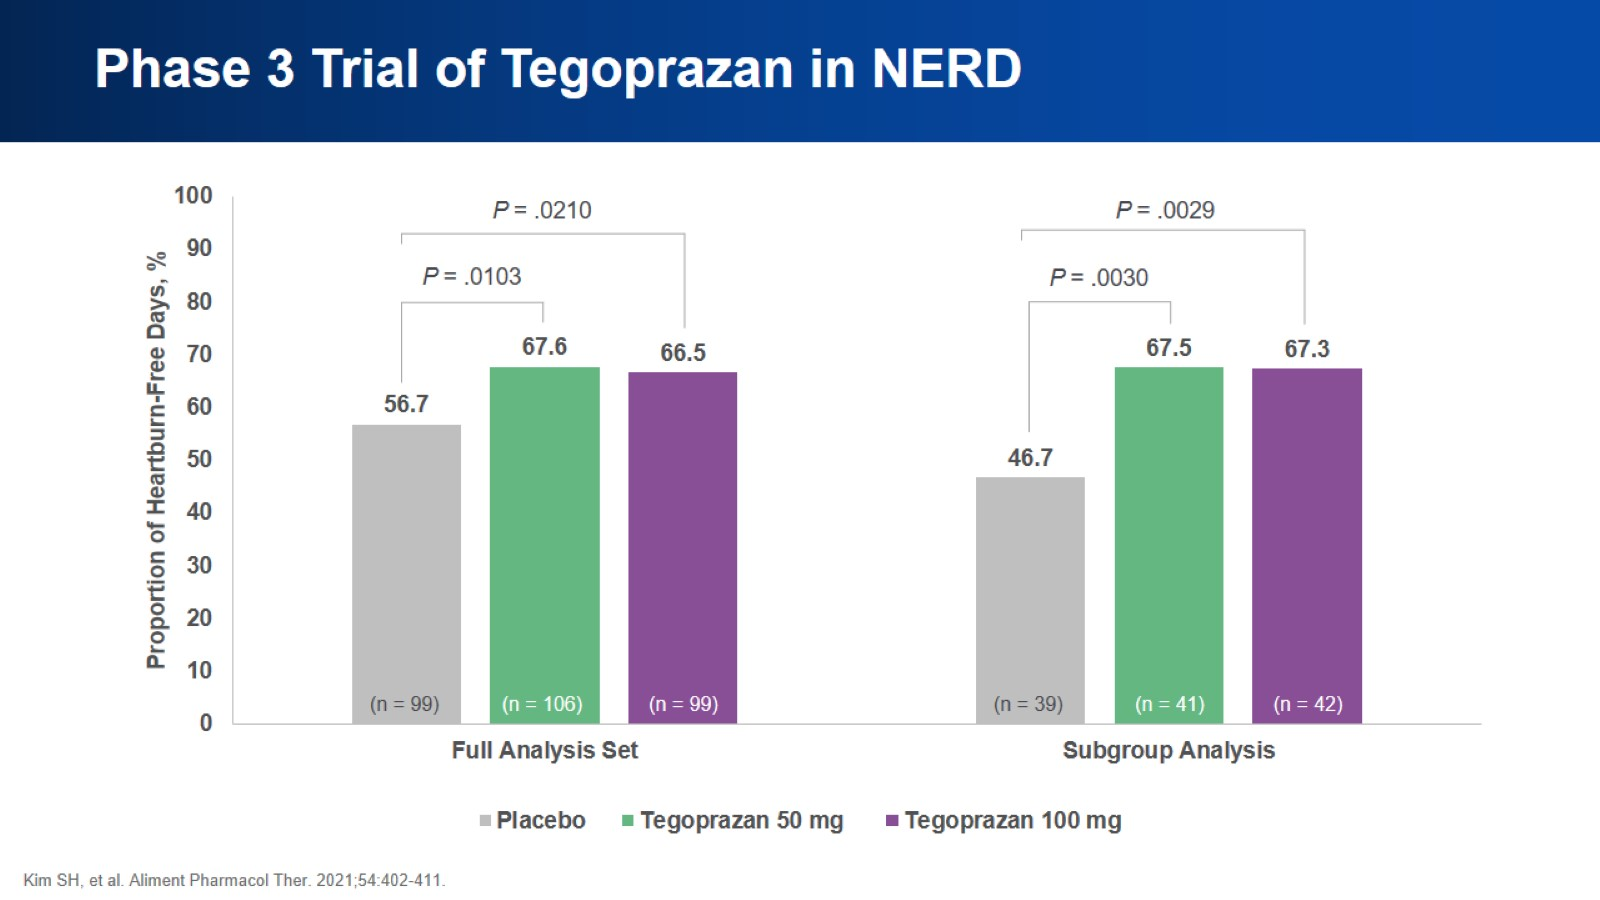 Phase 3 Trial of Tegoprazan in NERD
Proportion of Heartburn-Free Days, %
100
90
80
70
60
50
40
30
20
10
0
P = .0210
P = .0103
56.7
67.6
66.5
(n = 99)
(n = 106)
(n = 99)
Full Analysis Set
P = .0029
P = .0030
46.7
67.5
67.3
(n = 39)
(n = 41)
(n = 42)
Subgroup Analysis
Placebo
Tegoprazan 50 mg
Tegoprazan 100 mg
Kim SH, et al. Aliment Pharmacol Ther. 2021;54:402-411.